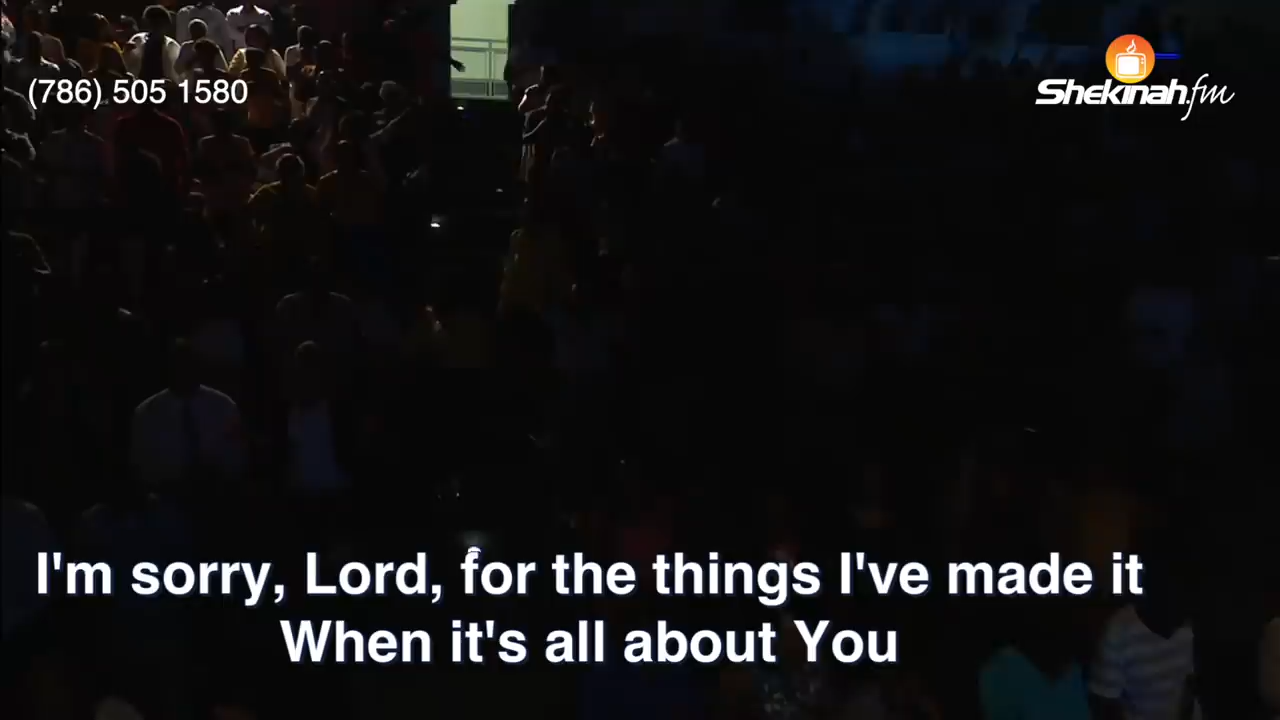 (786) 505 1580
Shekinah.fm
I'm sorry, Lord, for the things I've made it
When it's all about You